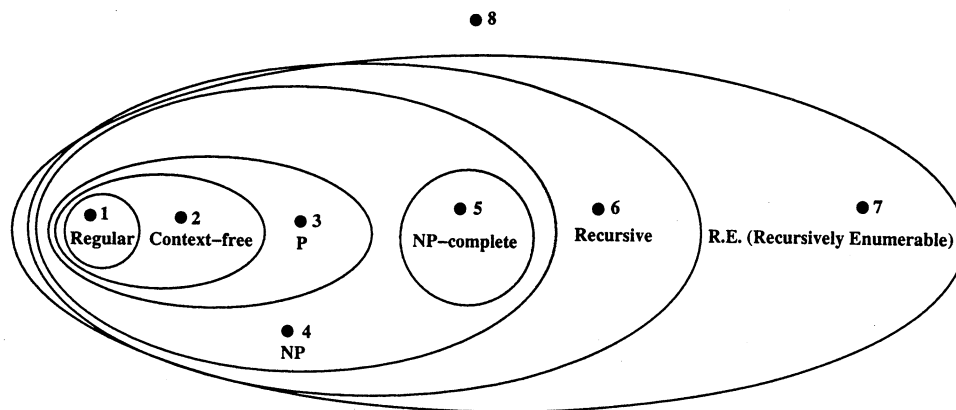 8
1
2
3
5
6
7
Regular
Context–free
P
NP–complete
Recursive
R.E. (Recursively Enumerable)
4
NP